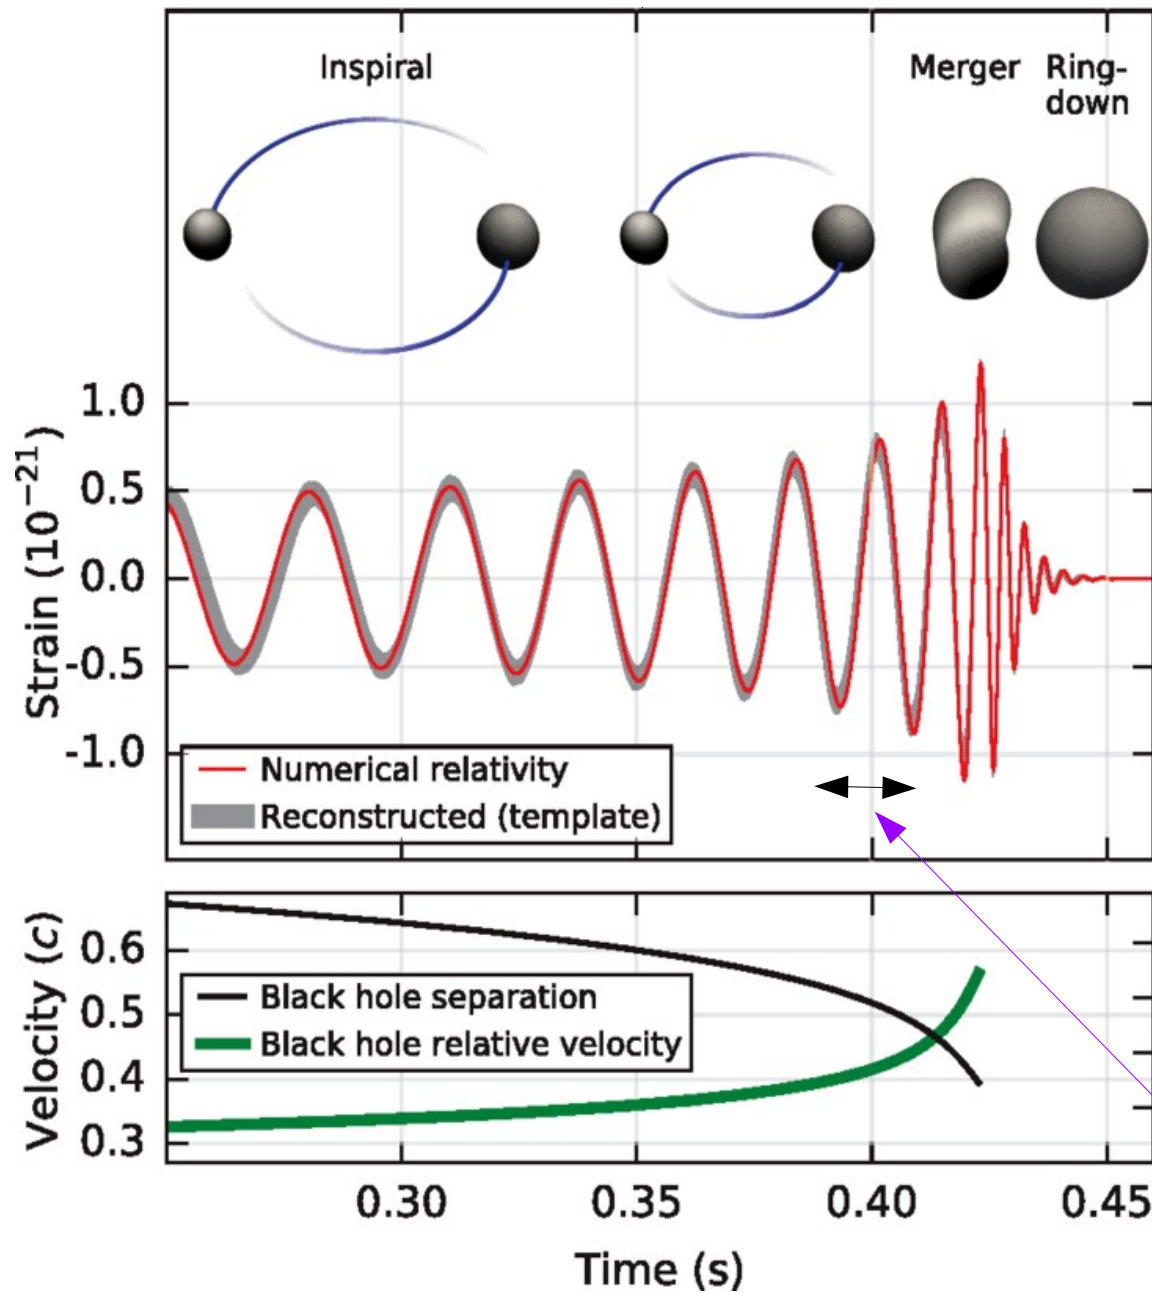 Inspiral
Merger
Ring-
down
1.0
0.5
0.0
-0.5
-1.0
Strain (10⁻²¹)
Numerical relativity
Reconstructed (template)
0.6
0.5
0.4
0.3
Velocity (c)
Black hole separation
Black hole relative velocity
0.30
0.35
0.40
0.45
Time (s)